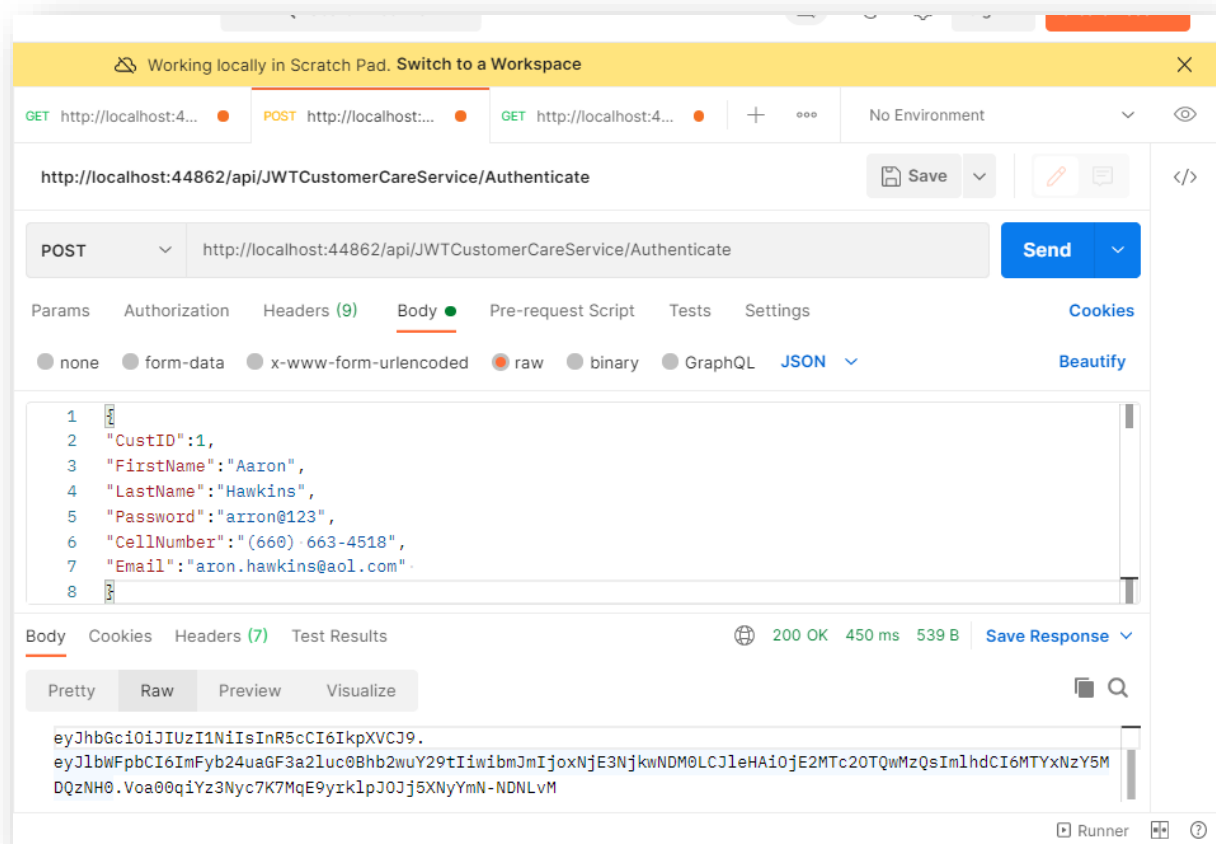 Working locally in Scratch Pad. Switch to a Workspace
GET http://localhost:4... POST http://localhost:... GET http://localhost:4... No Environment
http://localhost:44862/api/JWTCustomerCareService/Authenticate Save
POST http://localhost:44862/api/JWTCustomerCareService/Authenticate Send
Params Authorization Headers (9) Body Pre-request Script Tests Settings Cookies
none form-data x-www-form-urlencoded raw binary GraphQL JSON Beautify
1 {
2 "CustID":1,
3 "FirstName":"Aaron",
4 "LastName":"Hawkins",
5 "Password":"arron@123",
6 "CellNumber":"(660) 663-4518",
7 "Email":"aron.hawkins@aol.com"
8 }
Body Cookies Headers (7) Test Results 200 OK 450 ms 539 B Save Response
Pretty Raw Preview Visualize
eyJhbGciOiJIUzI1NiIsInR5cCI6IkpXVCJ9.
eyJlbWFpbCI6ImFyb24uaGF3a2luc0Bhb2wuY29tIiwibmJmIjoxNjE3NjkwNDM0LCJleHAiOjE2MTc2OTQwMzQsImlhdCI6MTYxNzY5M
DQzNH0.Voa00qiYz3Nyc7K7MqE9yrklpJOJj5XNyYmN-NDNLvM
Runner